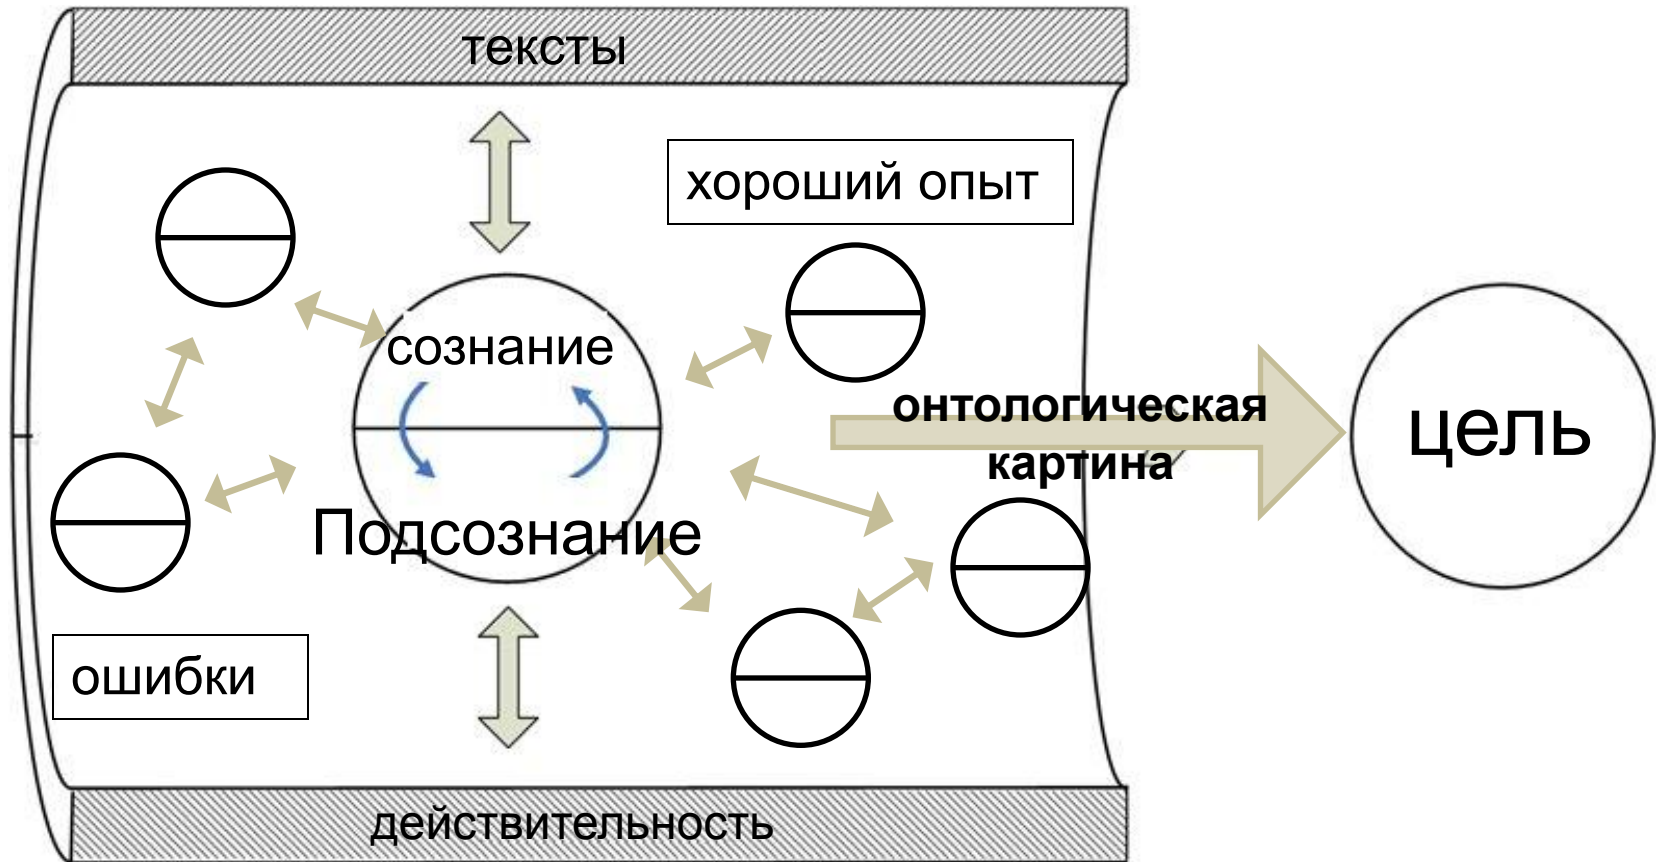 тексты
хороший опыт
сознание
онтологическая
картина
цель
Подсознание
ошибки
действительность